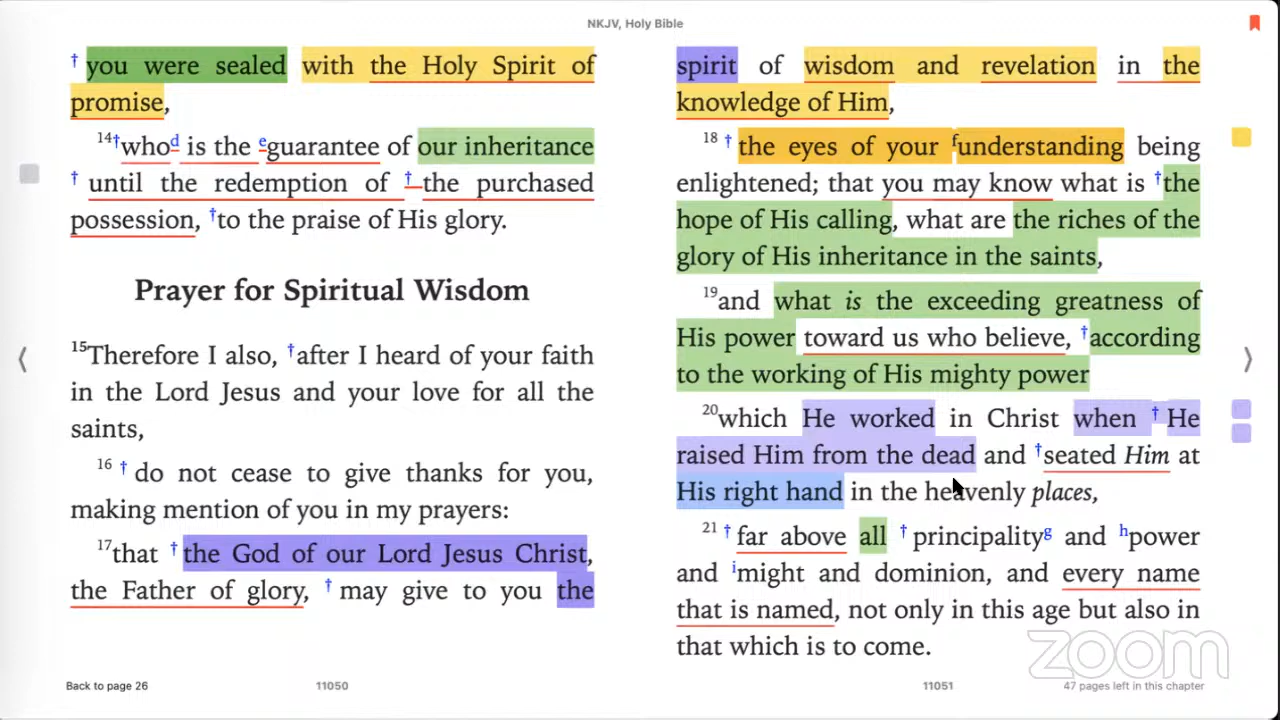 NKJV, Holy Bible
† you were sealed with the Holy Spirit of
promise,
14†who d is the e guarantee of our inheritance
† until the redemption of † the purchased
possession, †to the praise of His glory.
Prayer for Spiritual Wisdom
15Therefore I also, †after I heard of your faith
in the Lord Jesus and your love for all the
saints,
16 † do not cease to give thanks for you,
making mention of you in my prayers:
17that †the God of our Lord Jesus Christ,
the Father of glory, † may give to you the
Back to page 26
11050
spirit of wisdom and revelation in the
knowledge of Him,
18 † the eyes of your f understanding being
enlightened; that you may know what is †the
hope of His calling, what are the riches of the
glory of His inheritance in the saints,
19and what is the exceeding greatness of
His power toward us who believe, †according
to the working of His mighty power
20which He worked in Christ when † He
raised Him from the dead and †seated Him at
His right hand in the heavenly places,
21 † far above all † principality g and h power
and i might and dominion, and every name
that is named, not only in this age but also in
that which is to come.
11051
47 pages left in this chapter
zoom